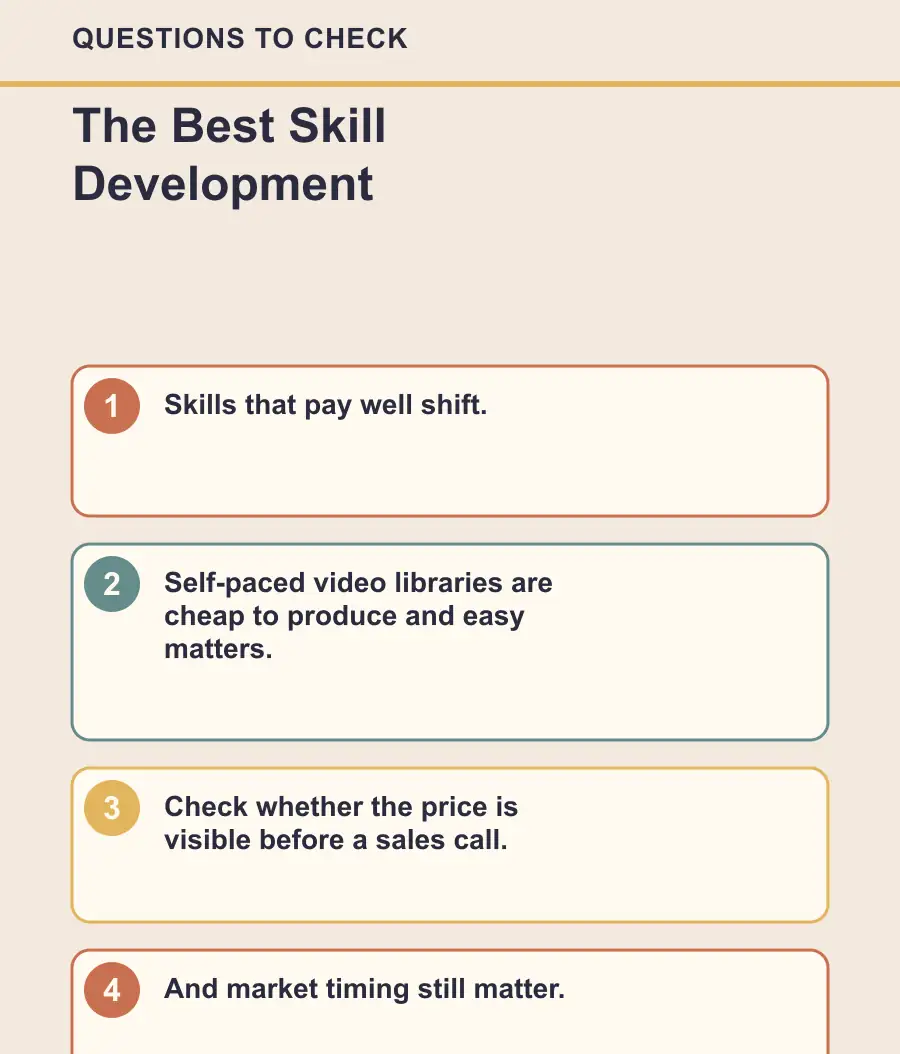 QUESTIONS TO CHECK
The Best Skill
Development
1 Skills that pay well shift.
2 Self-paced video libraries are
cheap to produce and easy
matters.
3 Check whether the price is
visible before a sales call.
4 And market timing still matter.